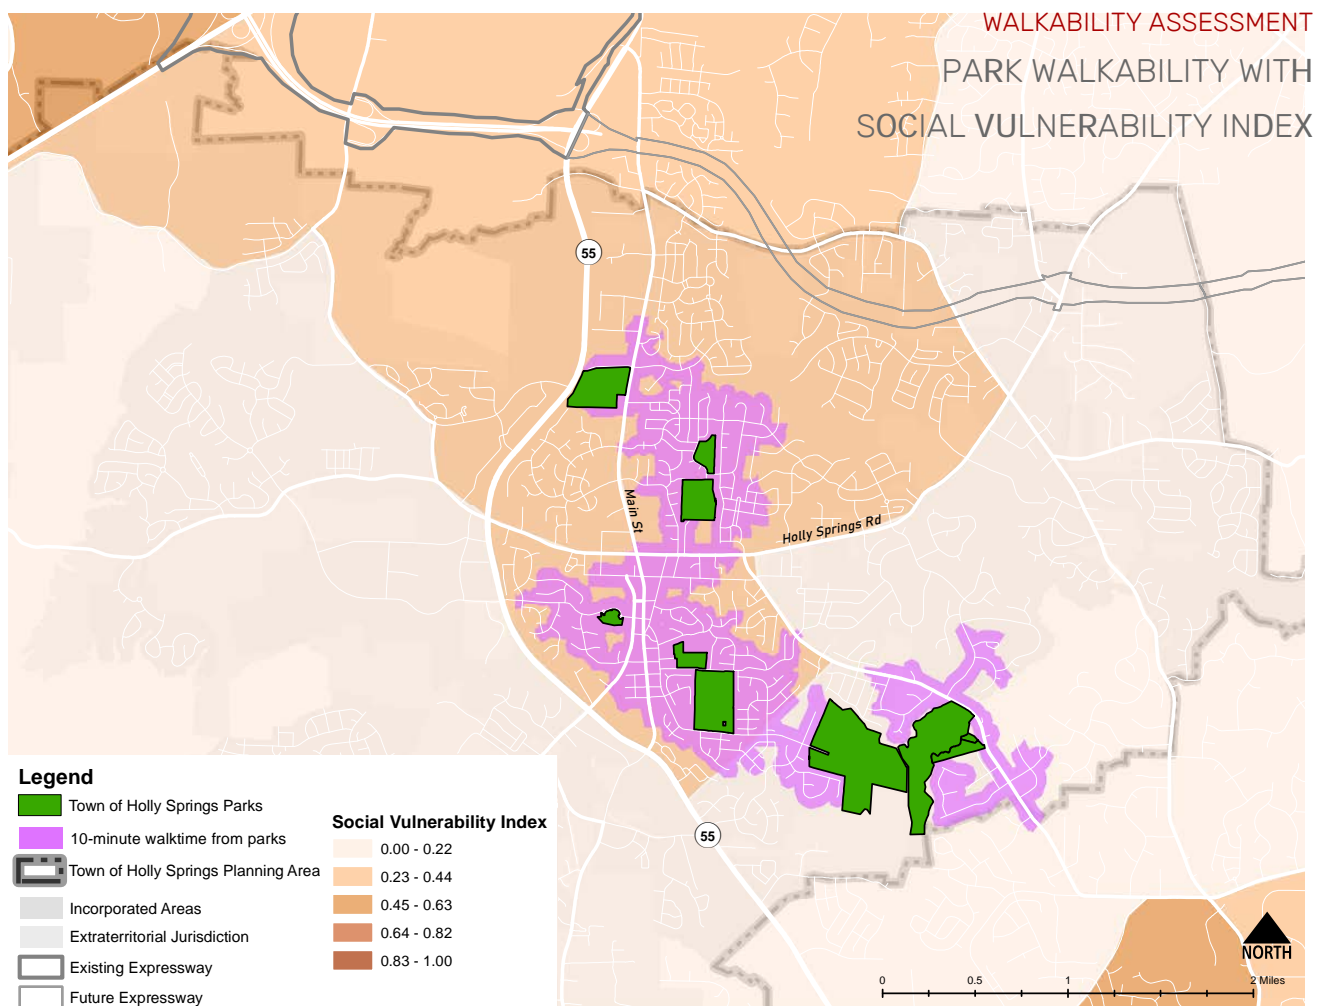 WALKABILITY ASSESSMENT
PARK WALKABILITY WITH
SOCIAL VULNERABILITY INDEX
55
Main St
Holly Springs Rd
55
Legend
Town of Holly Springs Parks
10-minute walktime from parks
Town of Holly Springs Planning Area
Incorporated Areas
Extraterritorial Jurisdiction
Existing Expressway
Future Expressway
Social Vulnerability Index
0.00 - 0.22
0.23 - 0.44
0.45 - 0.63
0.64 - 0.82
0.83 - 1.00
NORTH
0 0.5 1 2 Miles